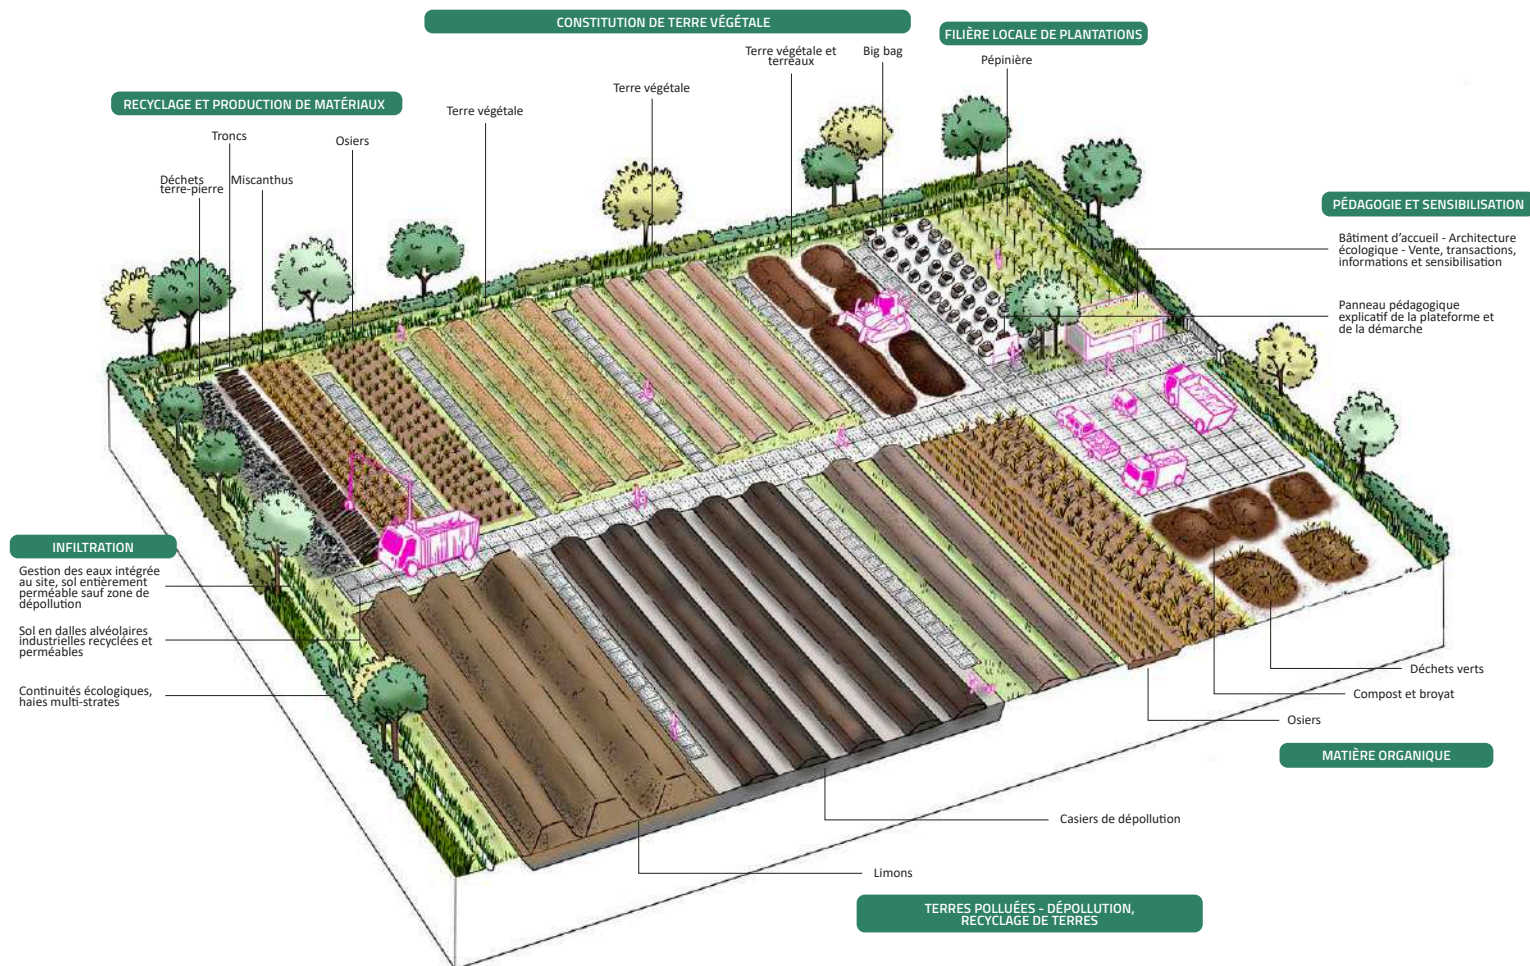 CONSTITUTION DE TERRE VÉGÉTALE
FILIÈRE LOCALE DE PLANTATIONS
Terre végétale et
terreaux
Big bag
Pépinière
Terre végétale
RECYCLAGE ET PRODUCTION DE MATÉRIAUX
Terre végétale
Troncs
Osiers
Déchets
terre-pierre
Miscanthus
PÉDAGOGIE ET SENSIBILISATION
Bâtiment d’accueil - Architecture
écologique - Vente, transactions,
informations et sensibilisation
Panneau pédagogique
explicatif de la plateforme et
de la démarche
INFILTRATION
Gestion des eaux intégrée
au site, sol entièrement
perméable sauf zone de
dépollution
Sol en dalles alvéolaires
industrielles recyclées et
perméables
Continuités écologiques,
haies multi-strates
Déchets verts
Compost et broyat
Osiers
MATIÈRE ORGANIQUE
Casiers de dépollution
Limons
TERRES POLLUÉES - DÉPOLLUTION,
RECYCLAGE DE TERRES